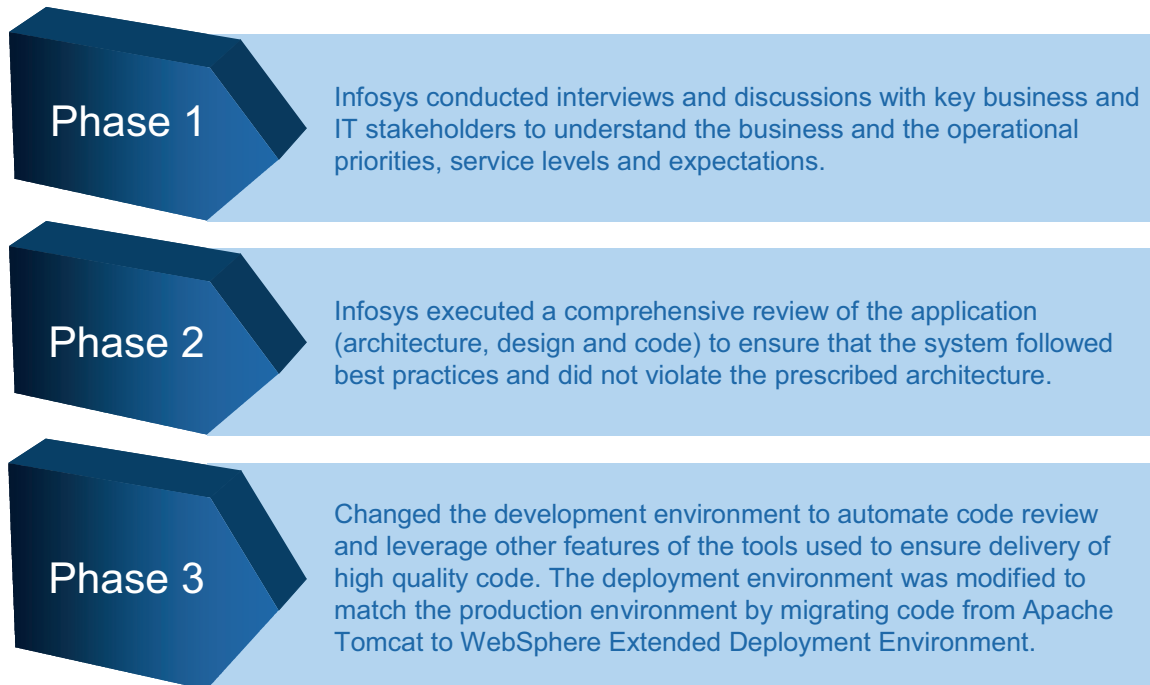 Phase 1
Infosys conducted interviews and discussions with key business and
IT stakeholders to understand the business and the operational
priorities, service levels and expectations.
Phase 2
Infosys executed a comprehensive review of the application
(architecture, design and code) to ensure that the system followed
best practices and did not violate the prescribed architecture.
Phase 3
Changed the development environment to automate code review
and leverage other features of the tools used to ensure delivery of
high quality code. The deployment environment was modified to
match the production environment by migrating code from Apache
Tomcat to WebSphere Extended Deployment Environment.